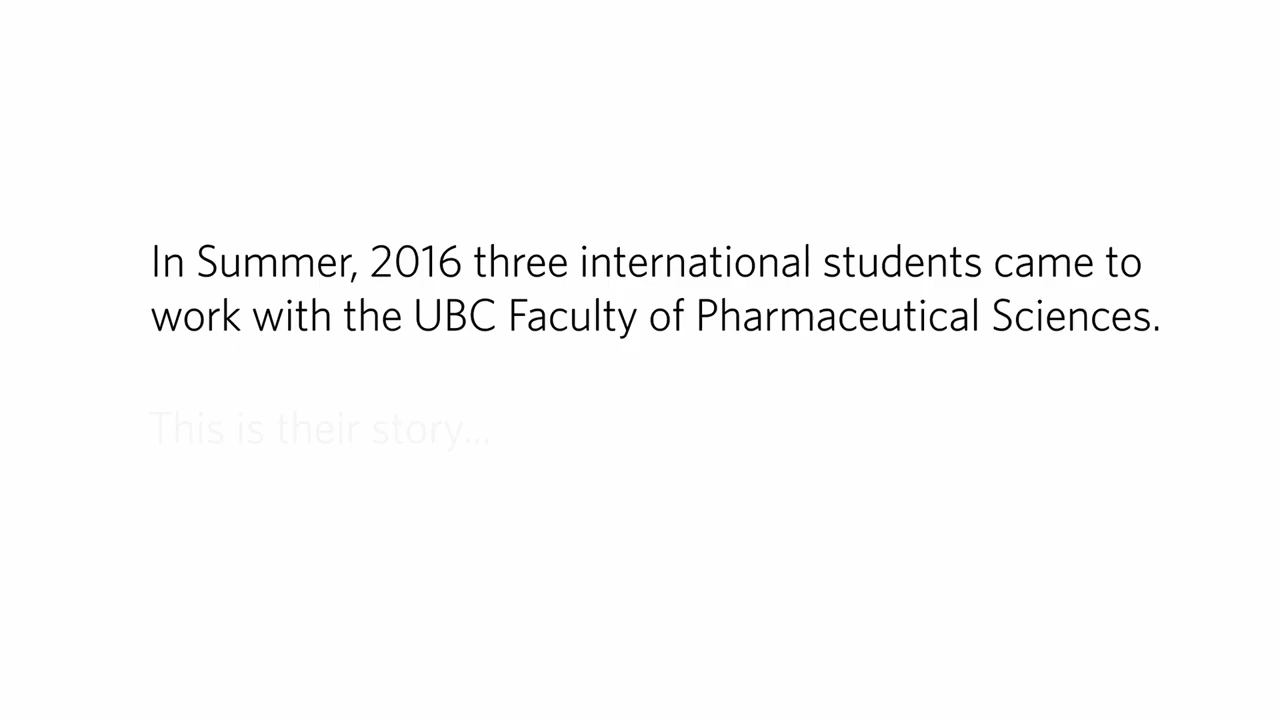 In Summer, 2016 three international students came to
work with the UBC Faculty of Pharmaceutical Sciences.
This is their story...